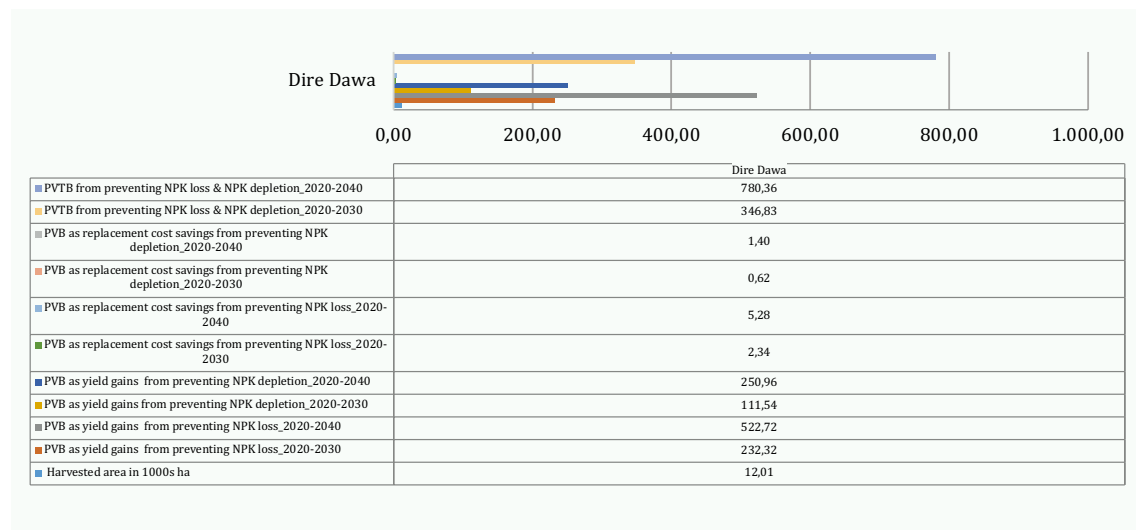 Dire Dawa
0,00 200,00 400,00 600,00 800,00 1.000,00
Dire Dawa
PVTB from preventing NPK loss & NPK depletion_2020-2040 780,36
PVTB from preventing NPK loss & NPK depletion_2020-2030 346,83
PVB as replacement cost savings from preventing NPK
depletion_2020-2040 1,40
PVB as replacement cost savings from preventing NPK
depletion_2020-2030 0,62
PVB as replacement cost savings from preventing NPK loss_2020-
2040 5,28
PVB as replacement cost savings from preventing NPK loss_2020-
2030 2,34
PVB as yield gains from preventing NPK depletion_2020-2040 250,96
PVB as yield gains from preventing NPK depletion_2020-2030 111,54
PVB as yield gains from preventing NPK loss_2020-2040 522,72
PVB as yield gains from preventing NPK loss_2020-2030 232,32
Harvested area in 1000s ha 12,01